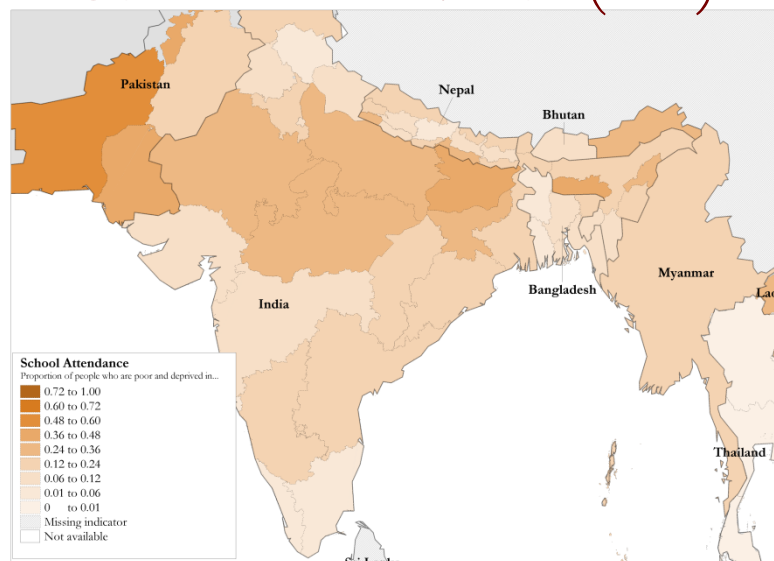 ( )
Pakistan
Nepal
Bhutan
Myanmar
Lao
Bangladesh
India
Thailand
School Attendance
Proportion of people who are poor and deprived in...
0.72 to 1.00
0.60 to 0.72
0.48 to 0.60
0.36 to 0.48
0.24 to 0.36
0.12 to 0.24
0.06 to 0.12
0.01 to 0.06
0 to 0.01
Missing indicator
Not available